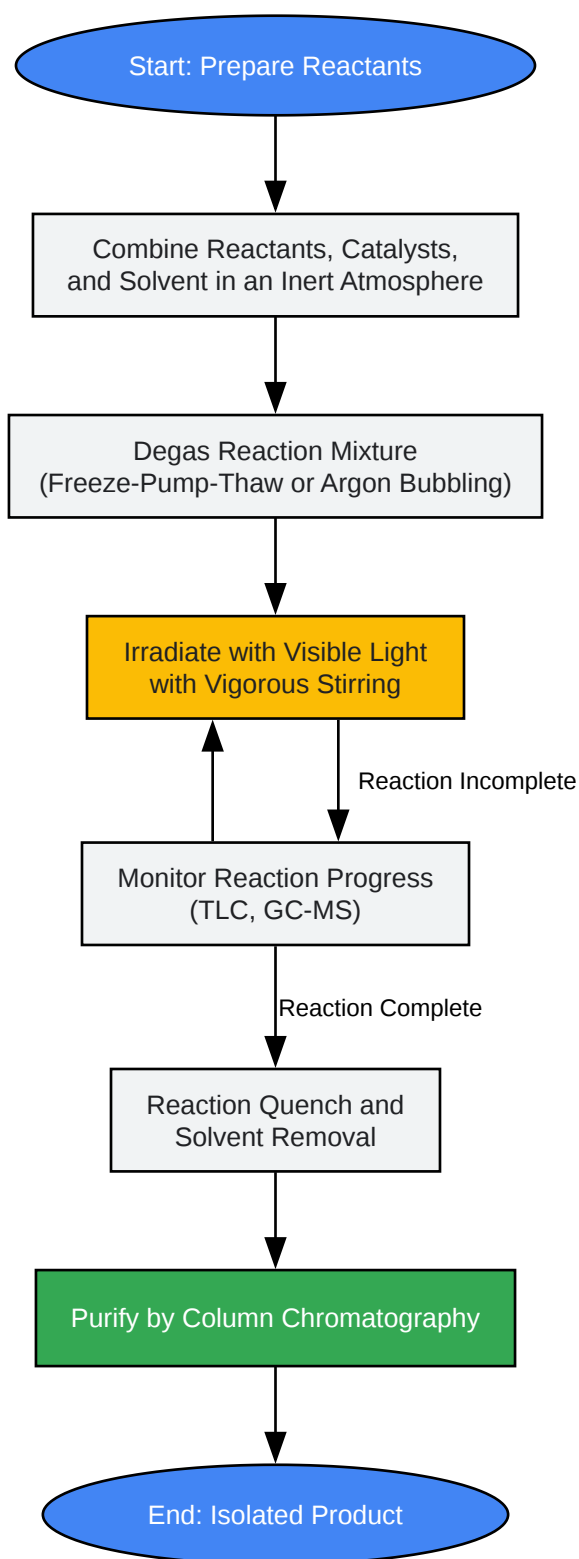 Start: Prepare Reactants
Combine Reactants, Catalysts,
and Solvent in an Inert Atmosphere
Degas Reaction Mixture
(Freeze-Pump-Thaw or Argon Bubbling)
Irradiate with Visible Light
with Vigorous Stirring
Reaction Incomplete
Monitor Reaction Progress
(TLC, GC-MS)
Reaction Complete
Reaction Quench and
Solvent Removal
Purify by Column Chromatography
End: Isolated Product